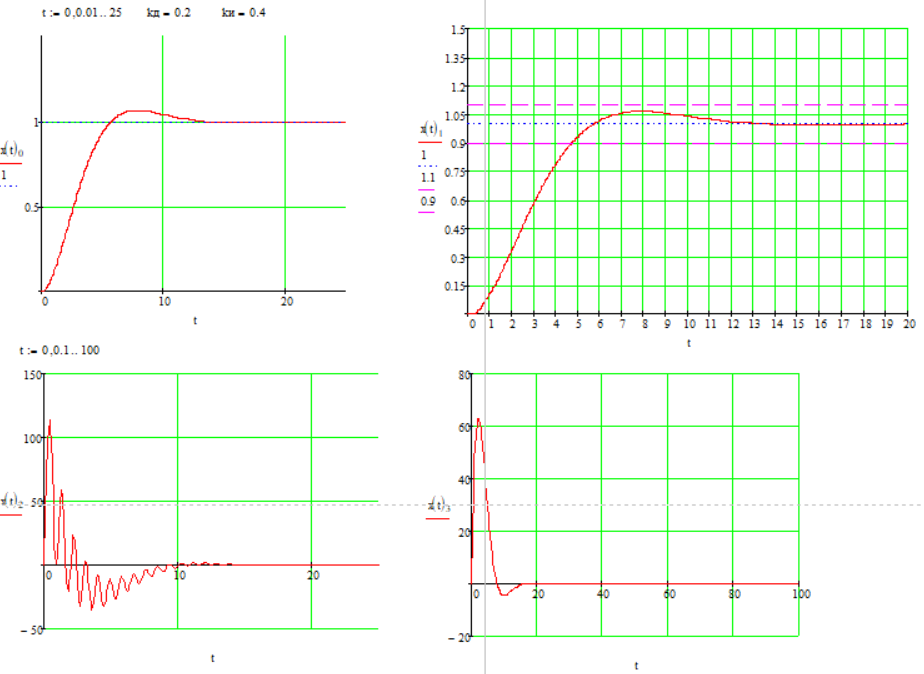 t := 0,0.01.. 25 kд = 0.2 kи = 0.4
1
0.5
x(t)0
1
0 10 20
t
1.5
1.35
1.2
1.05
0.9
0.75
0.6
0.45
0.3
0.15
x(t)1
1
1.1
0.9
0 1 2 3 4 5 6 7 8 9 10 11 12 13 14 15 16 17 18 19 20
t
t := 0,0.1.. 100
150
100
50
− 50
x(t)2
0 10 20
t
80
60
40
20
− 20
x(t)3
0 20 40 60 80 100
t